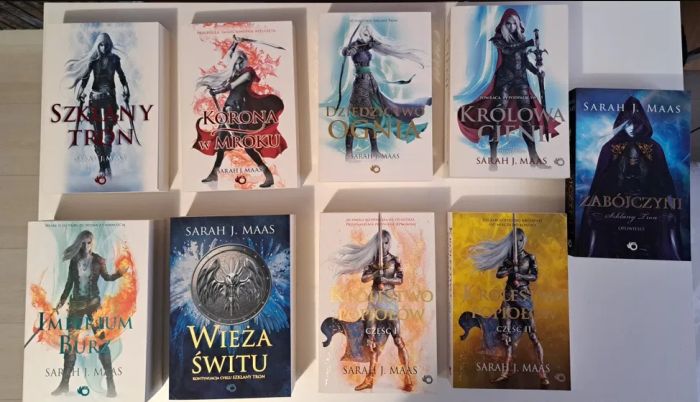 SZKLANY
TRON
SARAH J. MAAS
KORONA
W MROKU
SARAH J. MAAS
DZIEDZICTWO
OGNIA
KRÓLOWA
CIENI
SARAH J. MAAS
SARAH J. MAAS
ZABÓJCZYNI
Szklany Tron
OPOWIEŚCI
IMPERIUM
BURZ
SARAH J. MAAS
SARAH J. MAAS
WIEŻA
ŚWITU
KONTYNUACJA CYKLU SZKLANY TRON
KRÓLESTWO
POPIOŁÓW
CZĘŚĆ I
SARAH J. MAAS
KRÓLESTWO
POPIOŁÓW
CZĘŚĆ II
SARAH J. MAAS